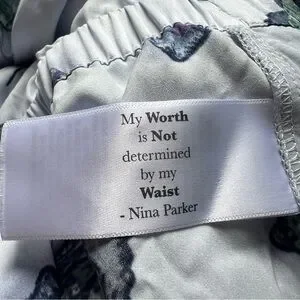 My Worth
is Not
determined
by my
Waist
- Nina Parker